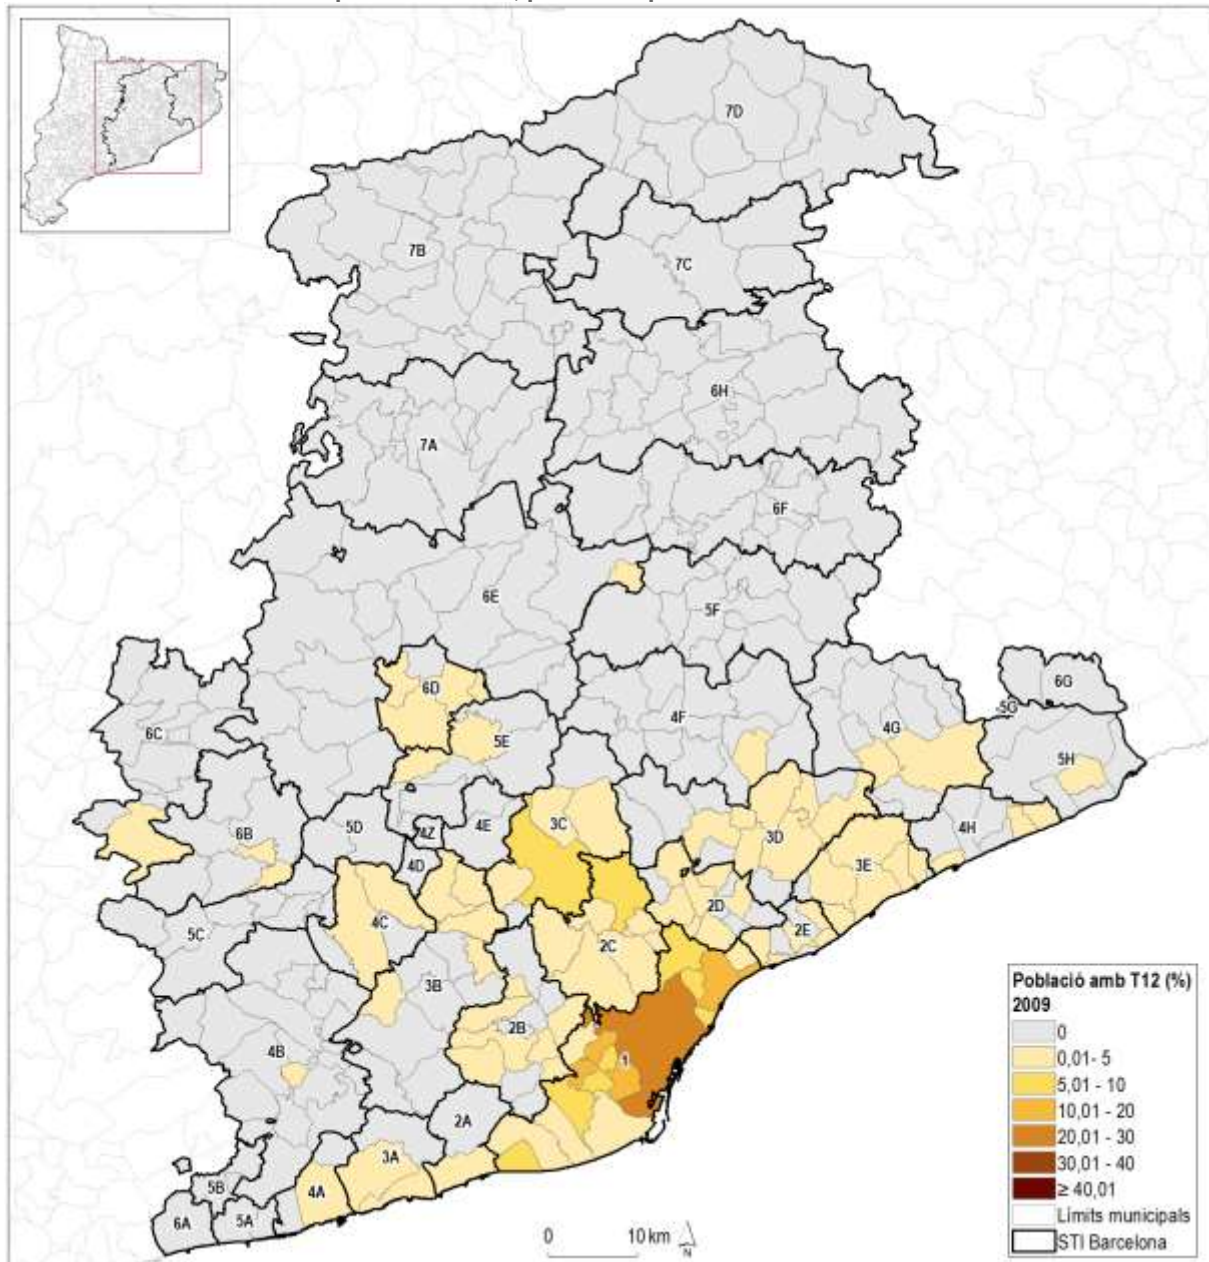 7D
7B
7C
6H
7A
6F
6E
5F
6D
6G
5G
4F
4G
6C
5E
5H
3C
6B
5D
4Z
4E
3D
4H
4D
3E
4C
2D
5C
2C
2E
3B
2B
4B
1
2A
3A
4A
5B
6A
5A
0
10 km
N
Població amb T12 (%)
2009
0
0,01- 5
5,01 - 10
10,01 - 20
20,01 - 30
30,01 - 40
≥ 40,01
Límits municipals
STI Barcelona